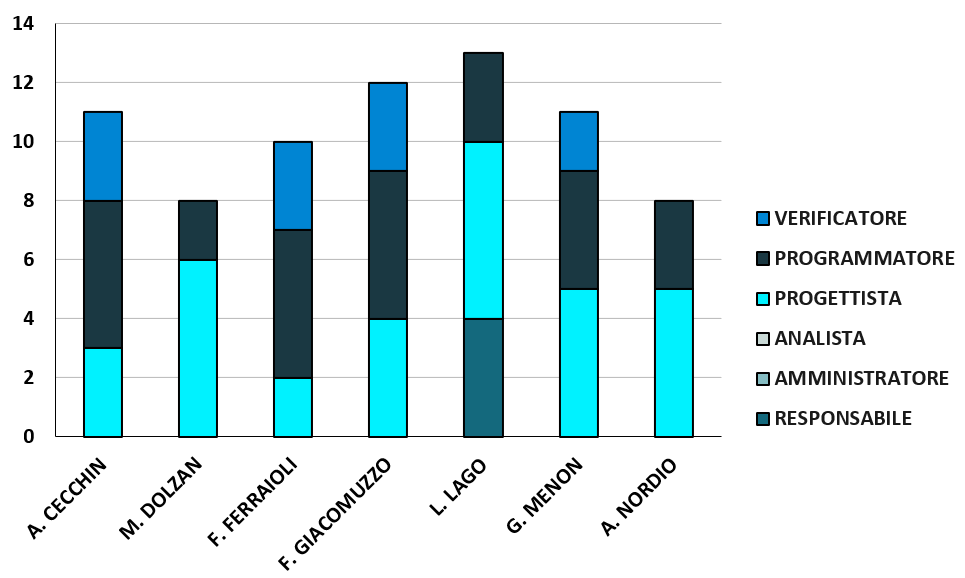 14
12
10
8
6
4
2
0
A. CECCHIN
M. DOLZAN
F. FERRAIOLI
F. GIACOMUZZO
L. LAGO
G. MENON
A. NORDIO
VERIFICATORE
PROGRAMMATORE
PROGETTISTA
ANALISTA
AMMINISTRATORE
RESPONSABILE